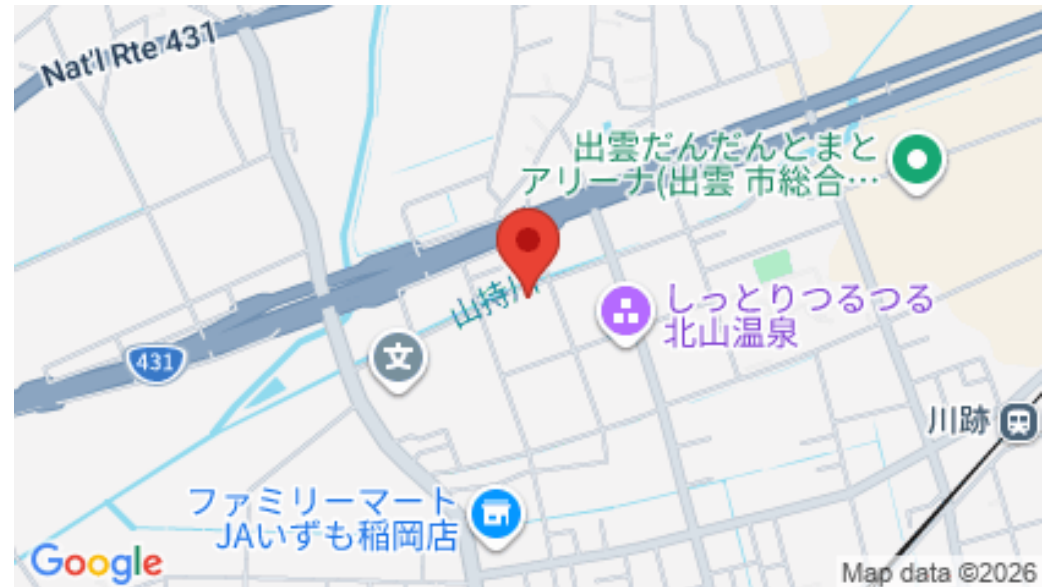 Nat'l Rte 431
出雲だんだんとまと
アリーナ(出雲 市総合…
山持川
しっとりつるつる
北山温泉
431
文
川跡
ファミリーマート
JAいずも稲岡店
Google
Map data ©2026